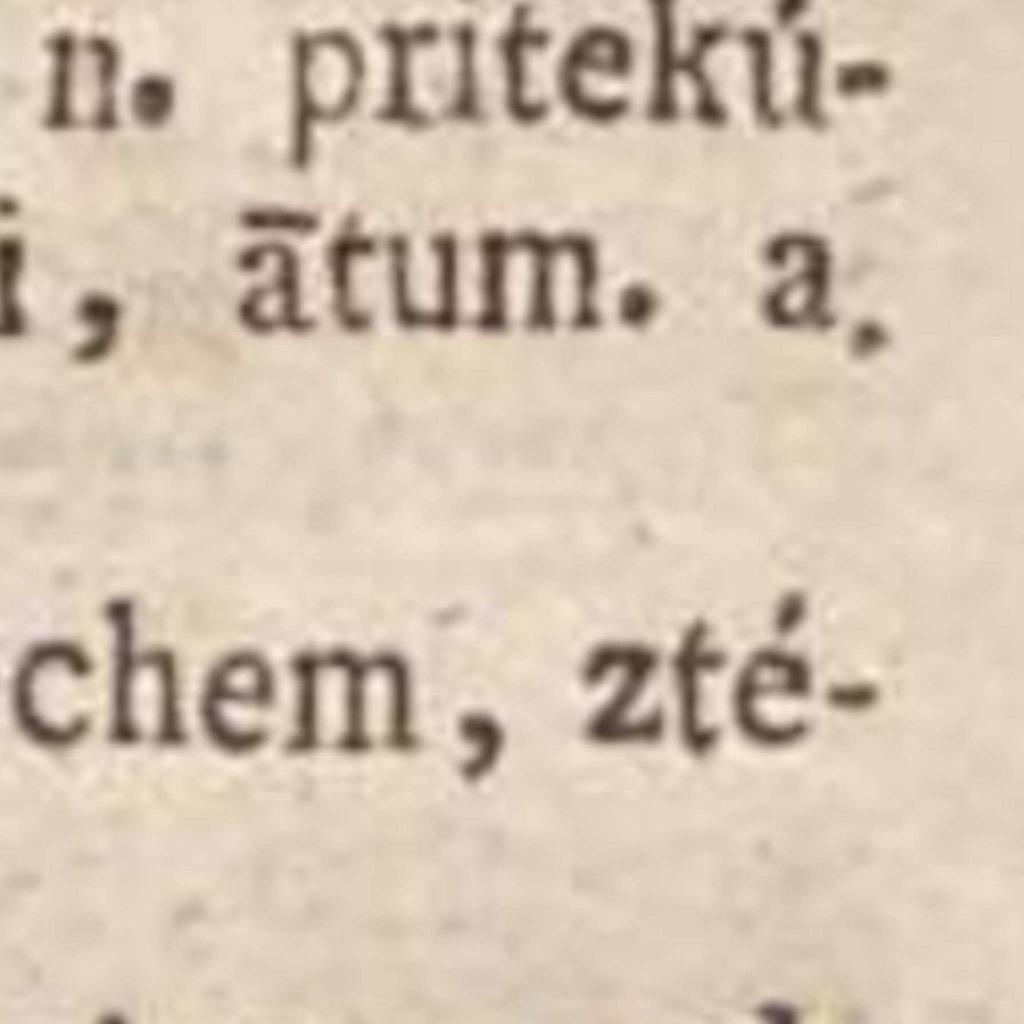 n. pritekú-
, ātum. a.
chem, zté-